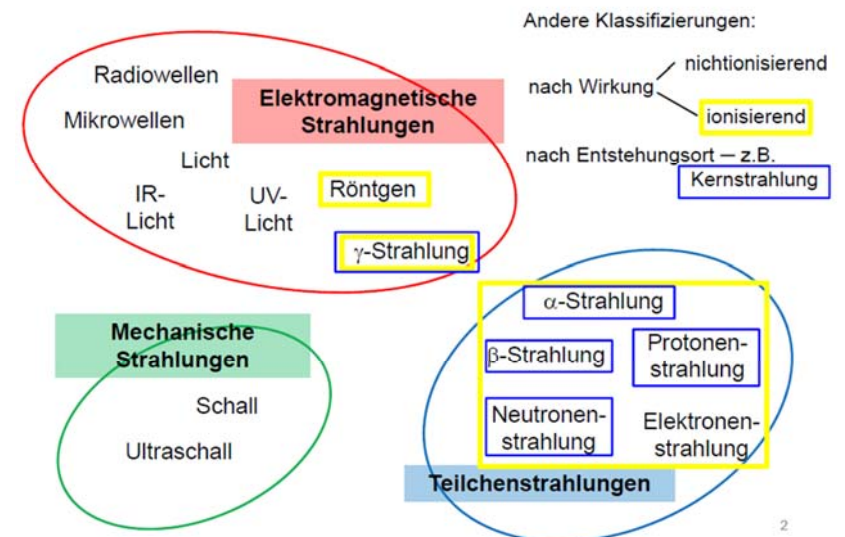 Andere Klassifizierungen:
nach Wirkung
nichtionisierend
ionisierend
nach Entstehungsort – z.B.
Kernstrahlung
Elektromagnetische
Strahlungen
Radiowellen
Mikrowellen
Licht
IR-
Licht
UV-
Licht
Röntgen
γ-Strahlung
Mechanische
Strahlungen
Schall
Ultraschall
α-Strahlung
β-Strahlung
Protonen-
strahlung
Neutronen-
strahlung
Elektronen-
strahlung
Teilchenstrahlungen
2